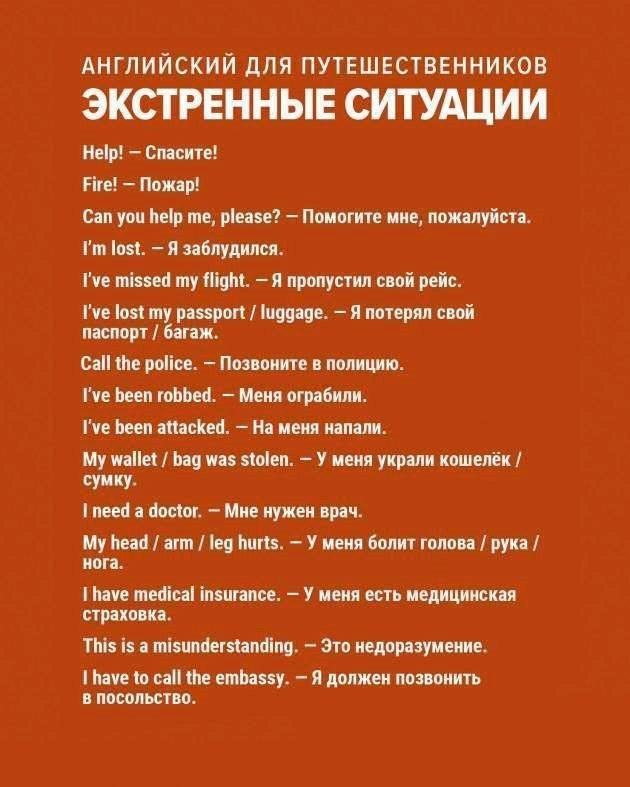 АНГЛИЙСКИЙ ДЛЯ ПУТЕШЕСТВЕННИКОВ
ЭКСТРЕННЫЕ СИТУАЦИИ
Help! – Спасите!
Fire! – Пожар!
Can you help me, please? – Помогите мне, пожалуйста.
I'm lost. – Я заблудился.
I've missed my flight. – Я пропустил свой рейс.
I've lost my passport / luggage. – Я потерял свой
паспорт / багаж.
Call the police. – Позвоните в полицию.
I've been robbed. – Меня ограбили.
I've been attacked. – На меня напали.
My wallet / bag was stolen. – У меня украли кошелёк /
сумку.
I need a doctor. – Мне нужен врач.
My head / arm / leg hurts. – У меня болит голова / рука /
нога.
I have medical insurance. – У меня есть медицинская
страховка.
This is a misunderstanding. – Это недоразумение.
I have to call the embassy. – Я должен позвонить
в посольство.